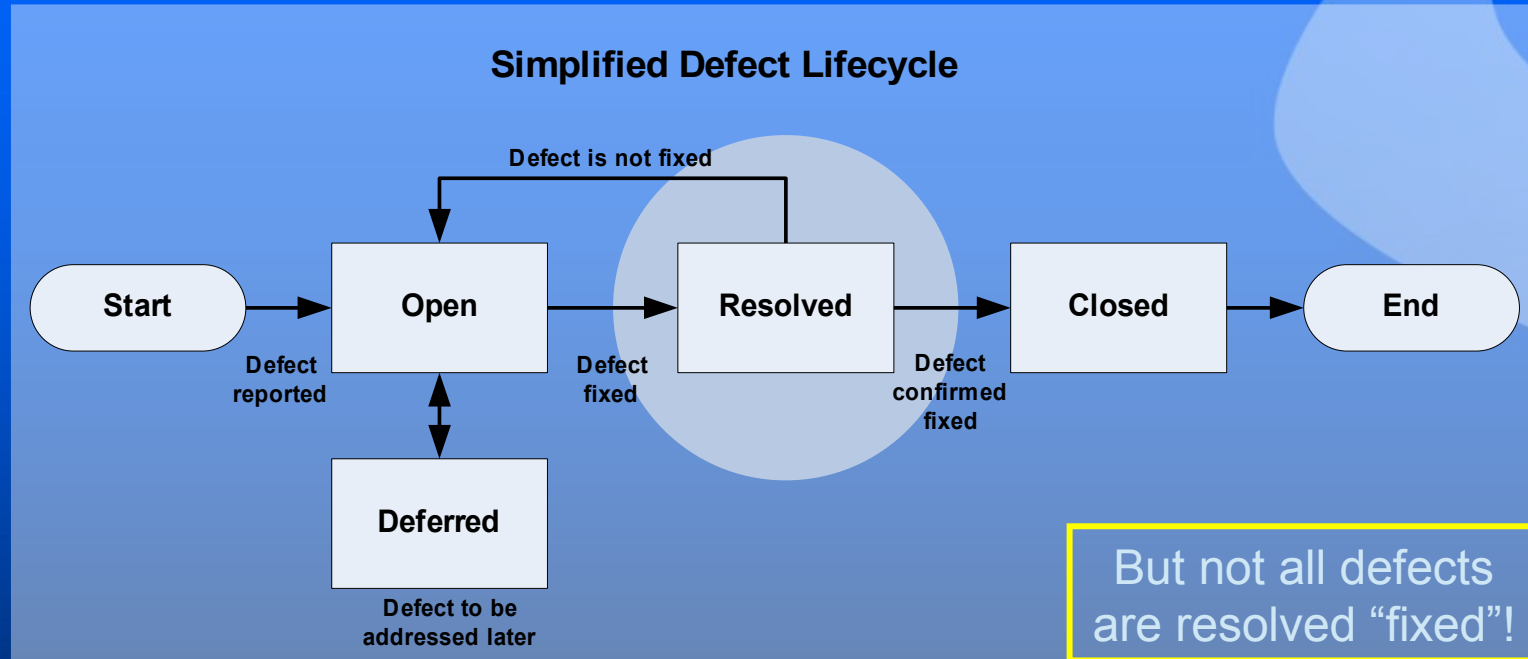 Simplified Defect Lifecycle
Defect is not fixed
Start
Open
Resolved
Closed
End
Defect
reported
Defect
fixed
Defect
confirmed
fixed
Deferred
Defect to be
addressed later
But not all defects
are resolved “fixed”!